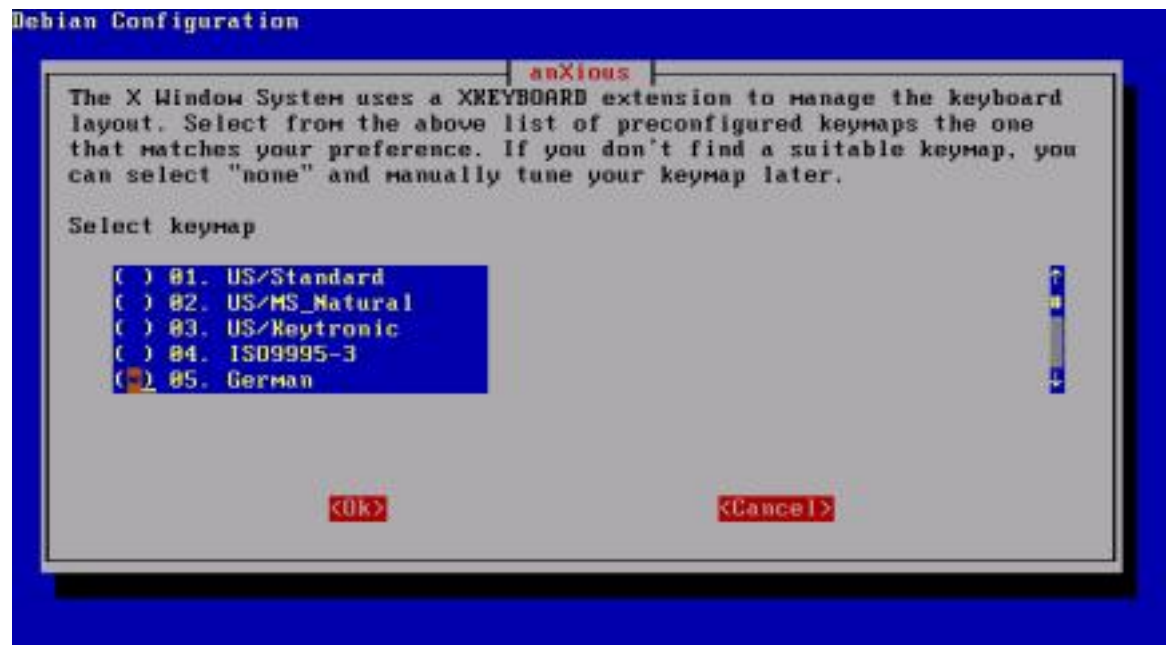 Debian Configuration
anXious
The X Window System uses a XKEYBOARD extension to manage the keyboard
layout. Select from the above list of preconfigured keymaps the one
that matches your preference. If you don't find a suitable keymap, you
can select "none" and manually tune your keymap later.
Select keymap
( ) 01. US/Standard
( ) 02. US/MS_Natural
( ) 03. US/Keytronic
( ) 04. ISO9995-3
(*) 05. German
<Ok> <Cancel>